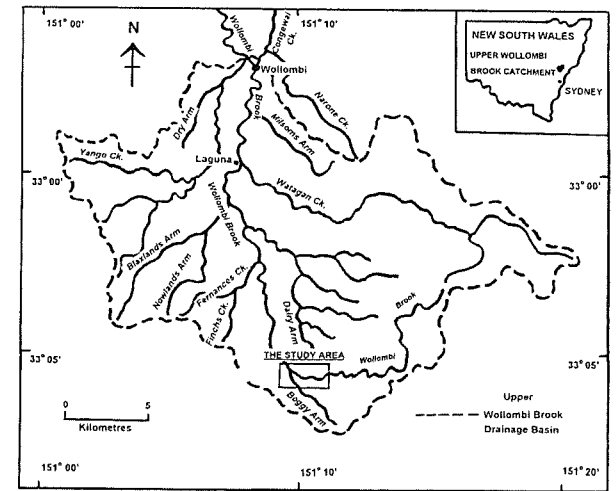 151° 00'
151° 10'
N
Wollombi
Congewai Ck.
NEW SOUTH WALES
UPPER WOLLOMBI
BROOK CATCHMENT
SYDNEY
Wollombi
Brook
Narone Ck.
Dry Arm
Milsoms Arm
Yango Ck.
Laguna
33° 00'
33° 00'
Watagan Ck.
Wollombi Brook
Blaxlands Arm
Nowlands Arm
Fernances Ck.
Finchs Ck.
Dairy Arm
Brook
Wollombi
33° 05'
33° 05'
THE STUDY AREA
Boggy Arm
0 5
Kilometres
Upper
Wollombi Brook
Drainage Basin
151° 00'
151° 10'
151° 20'